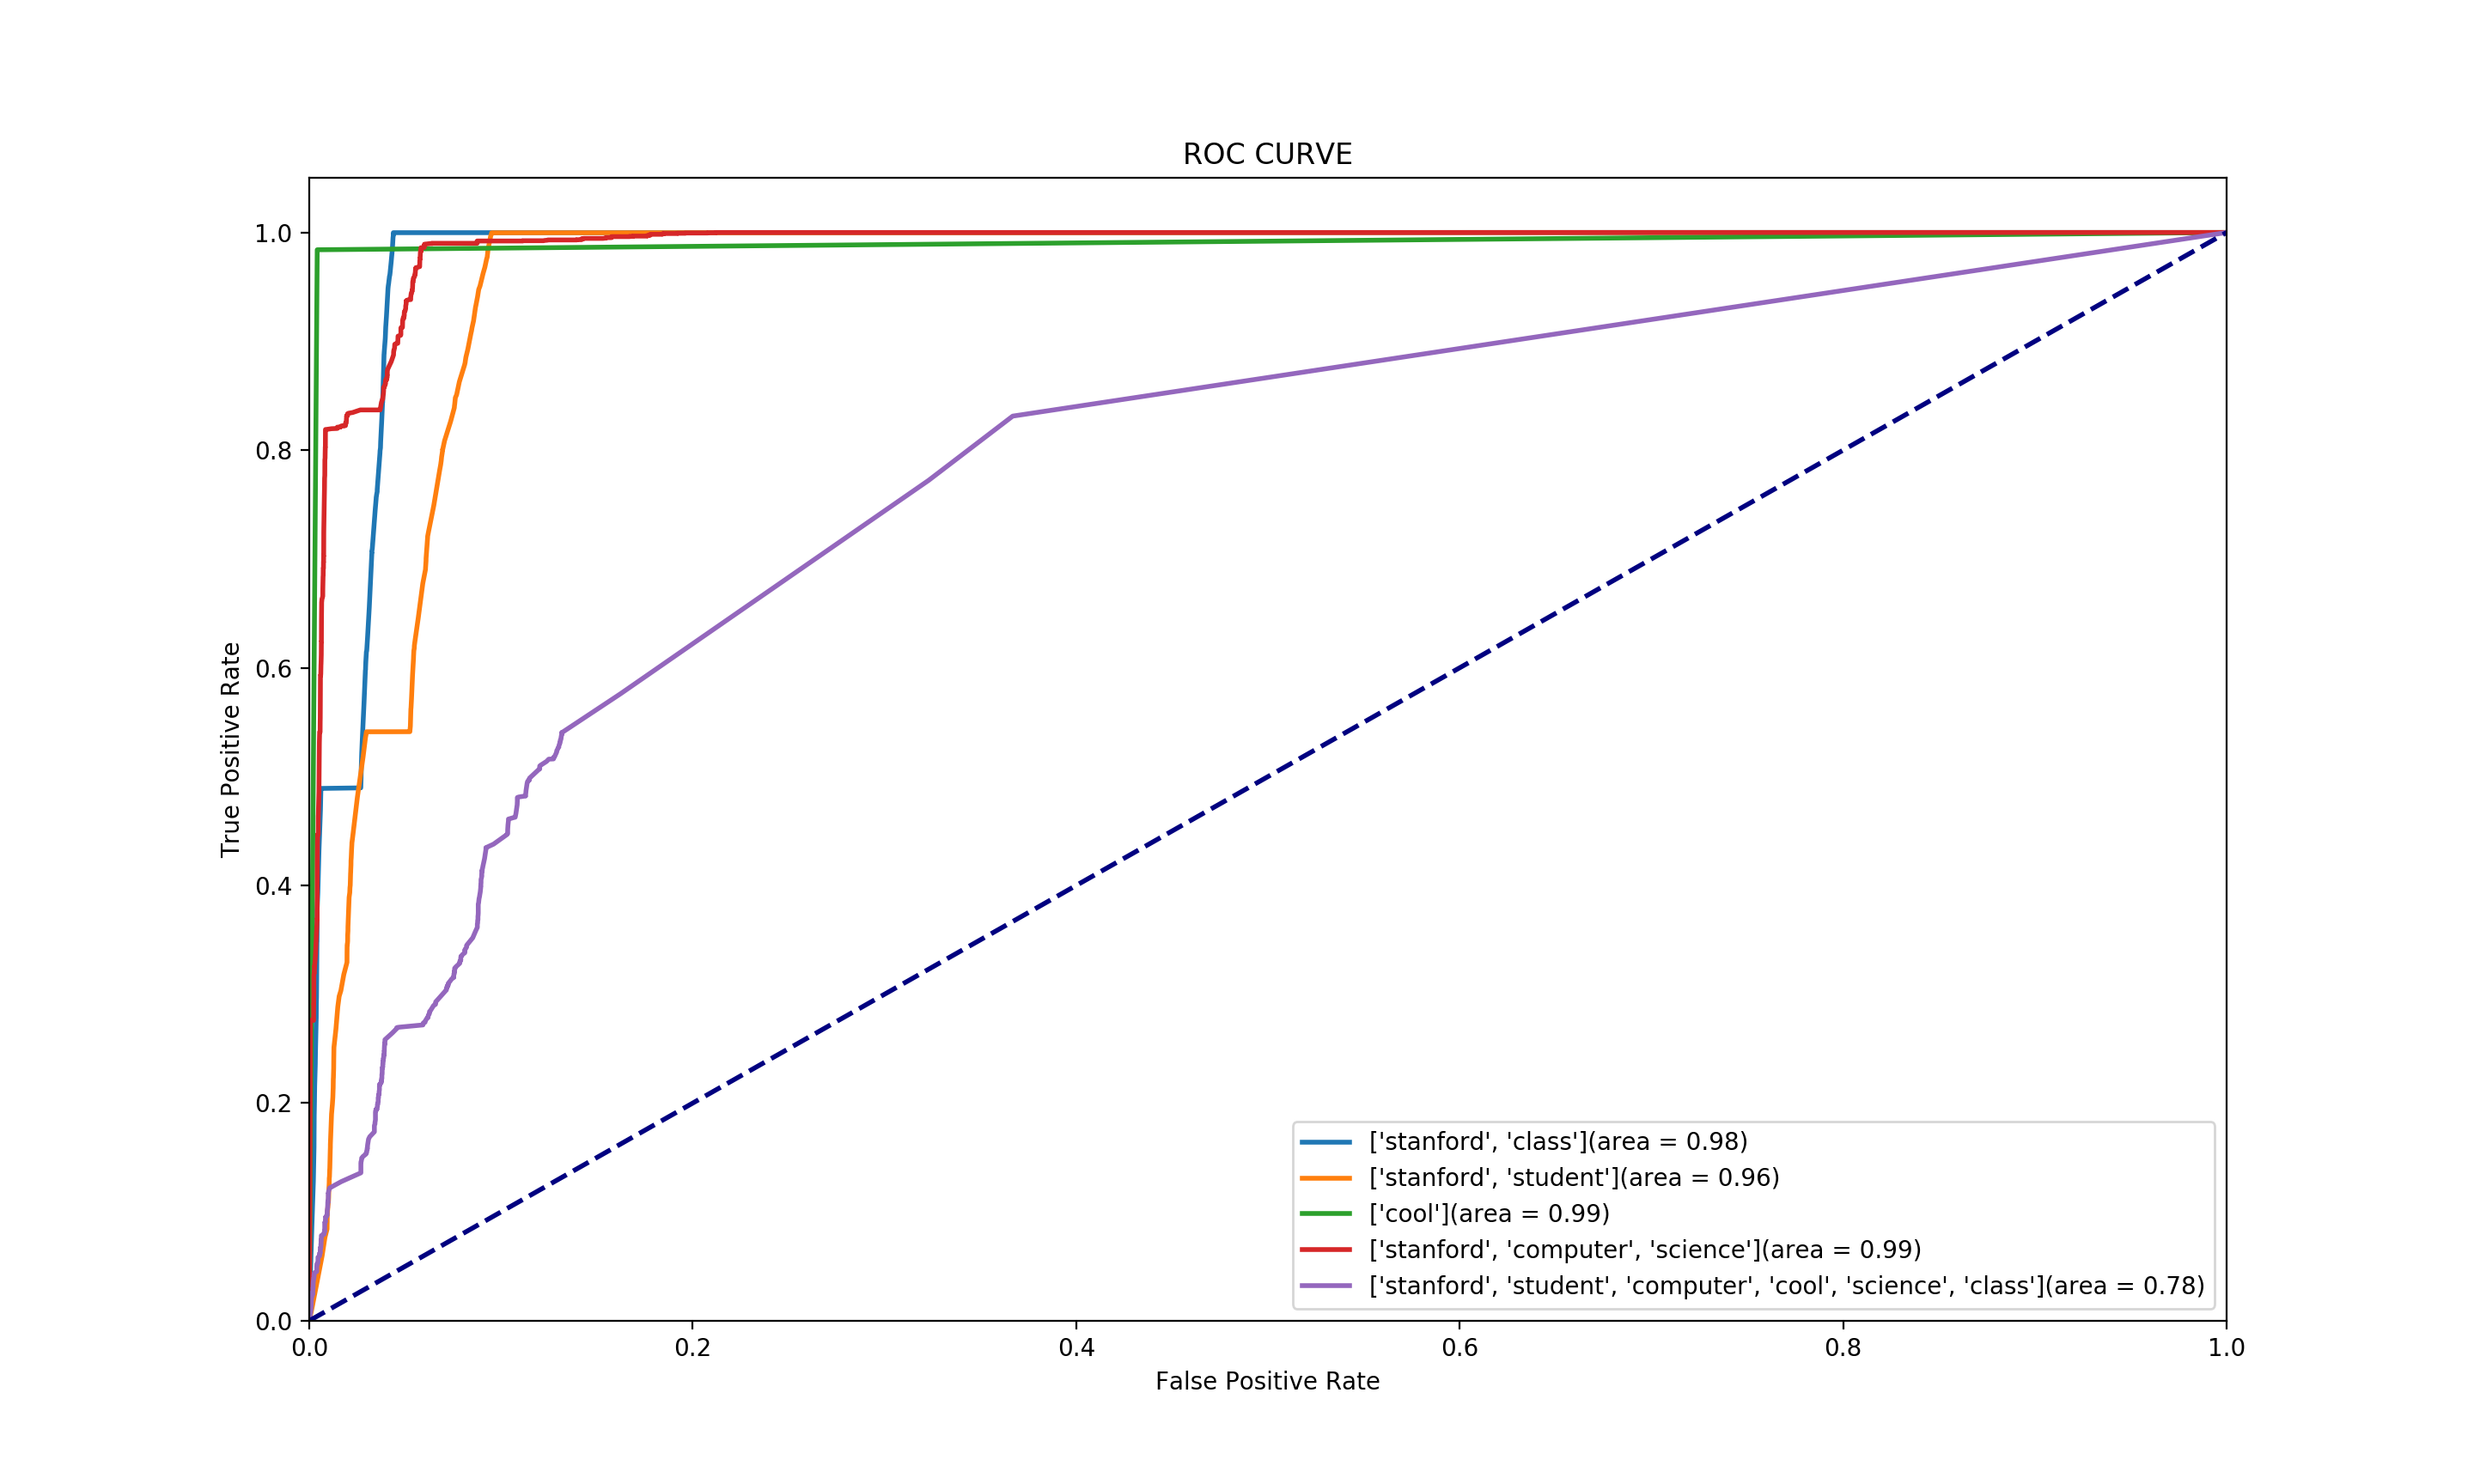 ROC CURVE
1.0
0.8
0.6
0.4
0.2
0.0
True Positive Rate
0.0 0.2 0.4 0.6 0.8 1.0
False Positive Rate
['stanford', 'class'](area = 0.98)
['stanford', 'student'](area = 0.96)
['cool'](area = 0.99)
['stanford', 'computer', 'science'](area = 0.99)
['stanford', 'student', 'computer', 'cool', 'science', 'class'](area = 0.78)